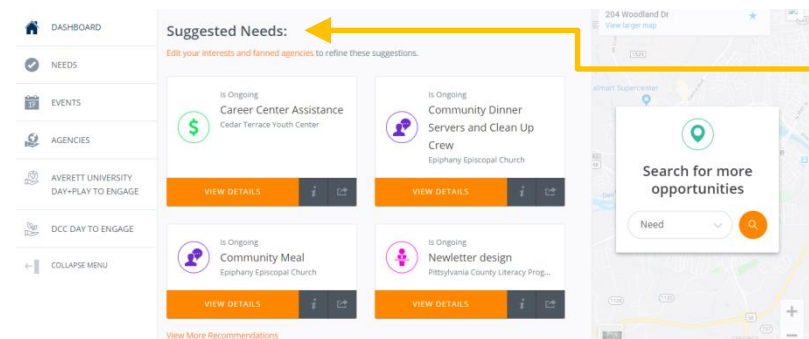 DASHBOARD
NEEDS
EVENTS
AGENCIES
AVERETT UNIVERSITY
DAY+PLAY TO ENGAGE
DCC DAY TO ENGAGE
COLLAPSE MENU
Suggested Needs:
Edit your interests and fanned agencies to refine these suggestions.
Is Ongoing
Career Center Assistance
Cedar Terrace Youth Center
VIEW DETAILS
Is Ongoing
Community Dinner
Servers and Clean Up
Crew
Epiphany Episcopal Church
VIEW DETAILS
Is Ongoing
Community Meal
Epiphany Episcopal Church
VIEW DETAILS
Is Ongoing
Newletter design
Pittsylvania County Literacy Prog...
VIEW DETAILS
View More Recommendations
204 Woodland Dr
View larger map
almart Supercenter
Search for more
opportunities
Need